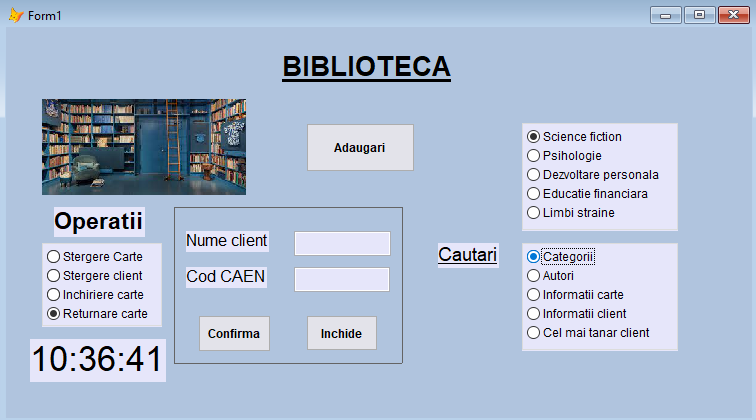 Form1
BIBLIOTECA
Adaugari
Science fiction
Psihologie
Dezvoltare personala
Educatie financiara
Limbi straine
Operatii
Stergere Carte
Stergere client
Inchiriere carte
Returnare carte
Nume client
Cod CAEN
Confirma
Inchide
Cautari
Categorii
Autori
Informatii carte
Informatii client
Cel mai tanar client
10:36:41